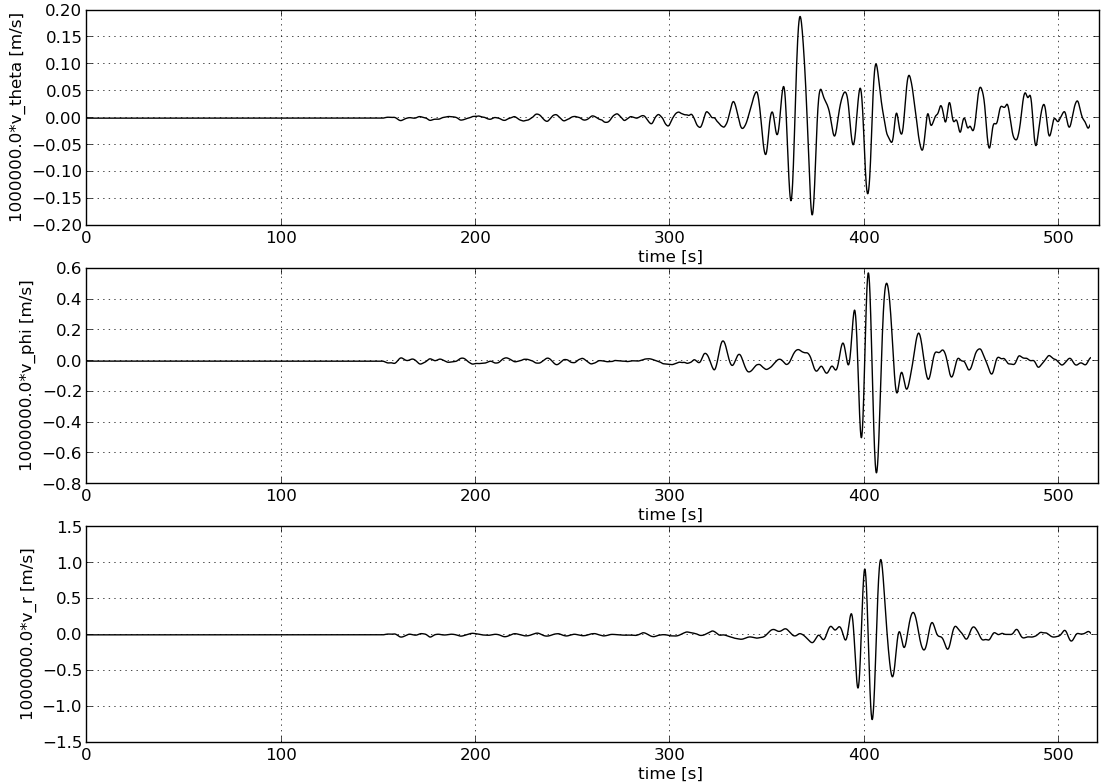 1000000.0*v_theta [m/s]
0.20
0.15
0.10
0.05
0.00
−0.05
−0.10
−0.15
−0.20
0 100 200 300 400 500
time [s]
1000000.0*v_phi [m/s]
0.6
0.4
0.2
0.0
−0.2
−0.4
−0.6
−0.8
0 100 200 300 400 500
time [s]
1000000.0*v_r [m/s]
1.5
1.0
0.5
0.0
−0.5
−1.0
−1.5
0 100 200 300 400 500
time [s]